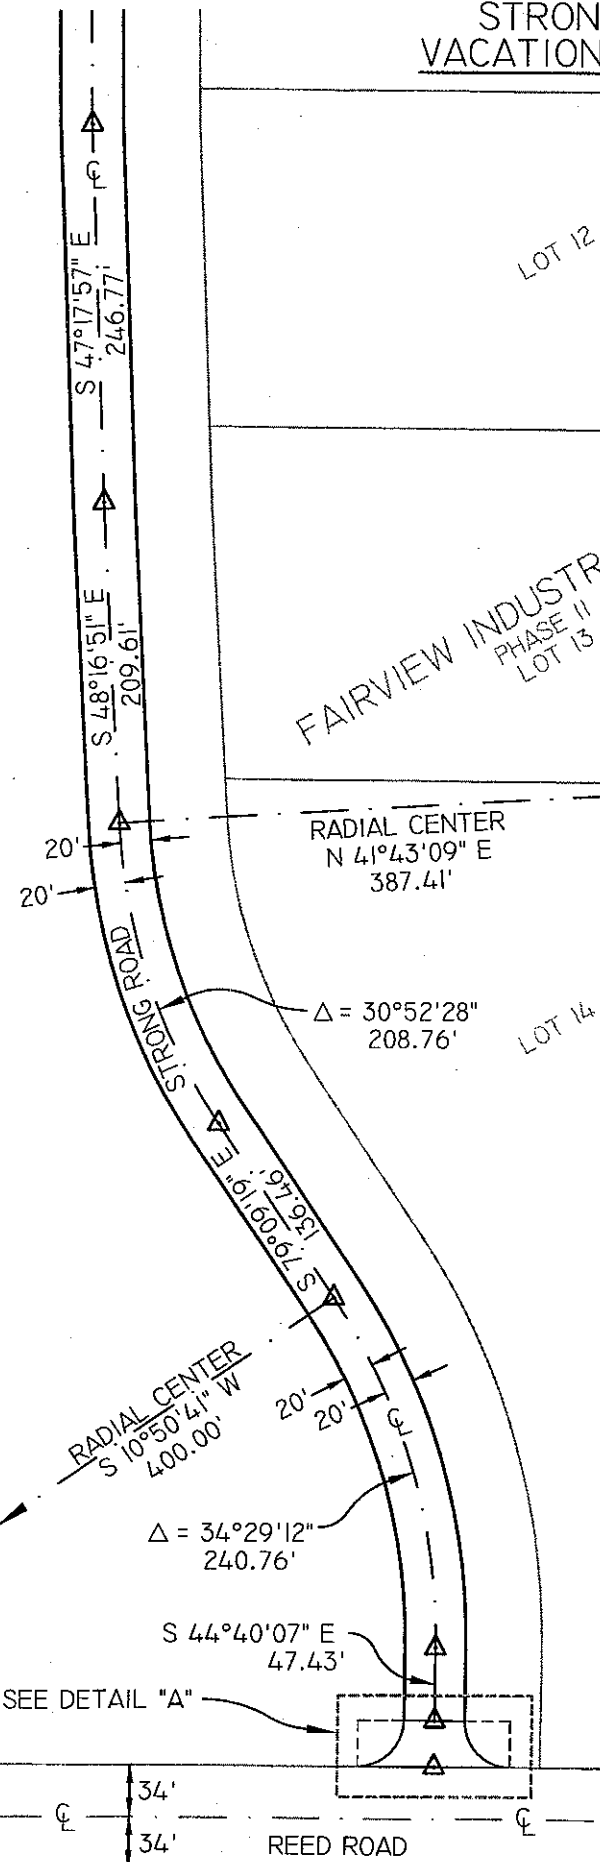 STRON
VACATION
℄
S 47°17'57" E
246.77'
LOT 12
S 48°16'51" E
209.61'
FAIRVIEW INDUSTR
PHASE II
LOT 13
RADIAL CENTER
N 41°43'09" E
387.41'
20'
20'
STRONG ROAD
Δ = 30°52'28"
208.76'
LOT 14
S 79°09'19" E
136.46'
RADIAL CENTER
S 10°50'41" W
400.00'
20'
20'
℄
Δ = 34°29'12"
240.76'
S 44°40'07" E
47.43'
SEE DETAIL "A"
34'
℄
℄
34'
REED ROAD